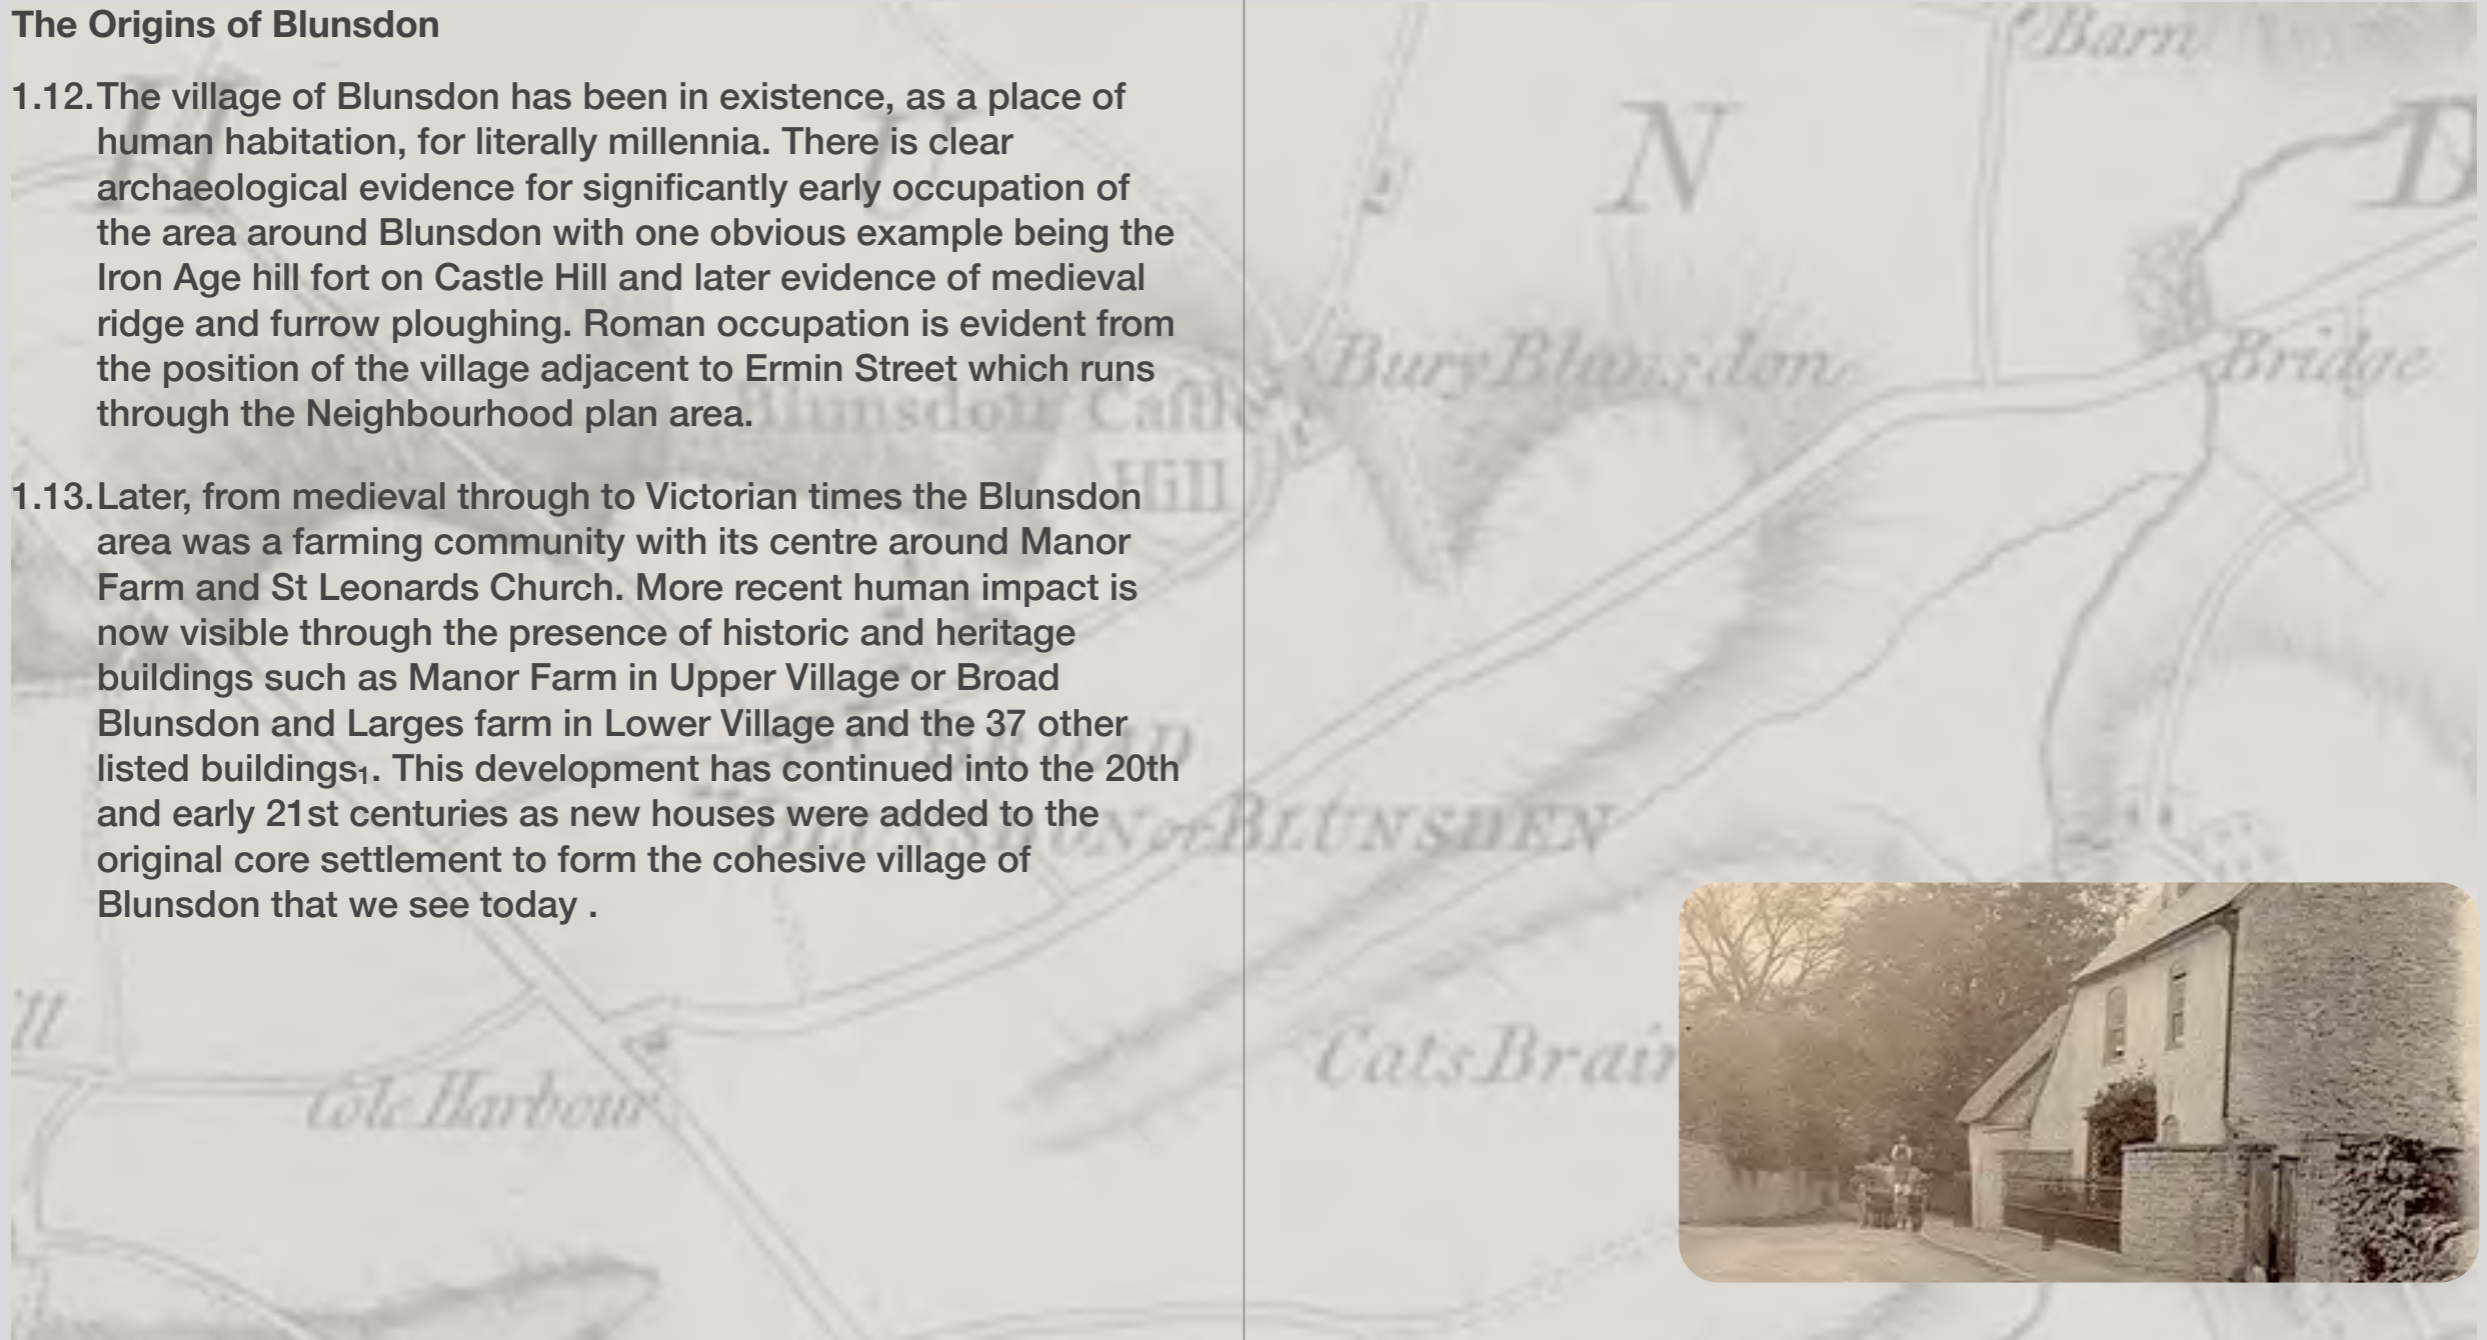 The Origins of Blunsdon
1.12. The village of Blunsdon has been in existence, as a place of
human habitation, for literally millennia. There is clear
archaeological evidence for significantly early occupation of
the area around Blunsdon with one obvious example being the
Iron Age hill fort on Castle Hill and later evidence of medieval
ridge and furrow ploughing. Roman occupation is evident from
the position of the village adjacent to Ermin Street which runs
through the Neighbourhood plan area.
1.13. Later, from medieval through to Victorian times the Blunsdon
area was a farming community with its centre around Manor
Farm and St Leonards Church. More recent human impact is
now visible through the presence of historic and heritage
buildings such as Manor Farm in Upper Village or Broad
Blunsdon and Larges farm in Lower Village and the 37 other
listed buildings₁. This development has continued into the 20th
and early 21st centuries as new houses were added to the
original core settlement to form the cohesive village of
Blunsdon that we see today .
Barn
H U N D
Bury Blunsdon
Bridge
Blunsdon Caſtle
Hill
BROAD
BLUNSDON or BLUNSDEN
Cats Brain
Cole Harbour